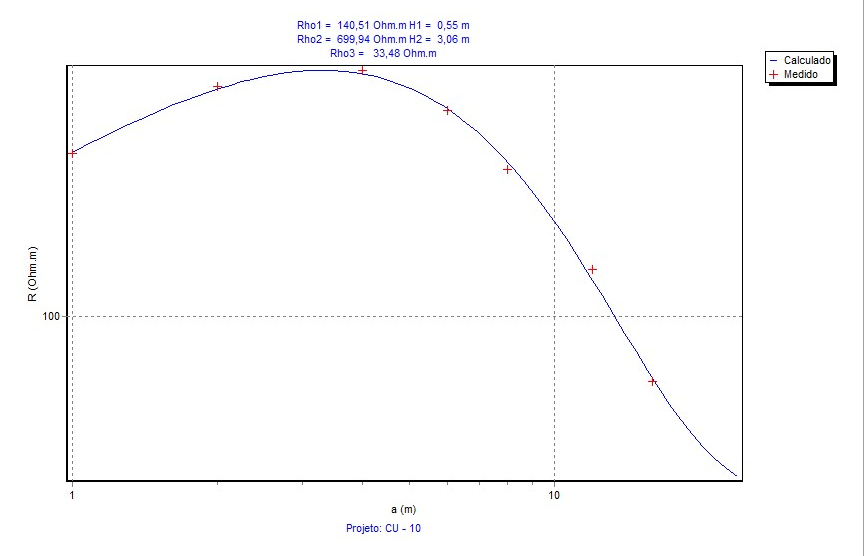 Rho1 = 140,51 Ohm.m H1 = 0,55 m
Rho2 = 699,94 Ohm.m H2 = 3,06 m
Rho3 = 33,48 Ohm.m
Calculado
Medido
R (Ohm.m)
100
1
10
a (m)
Projeto: CU - 10